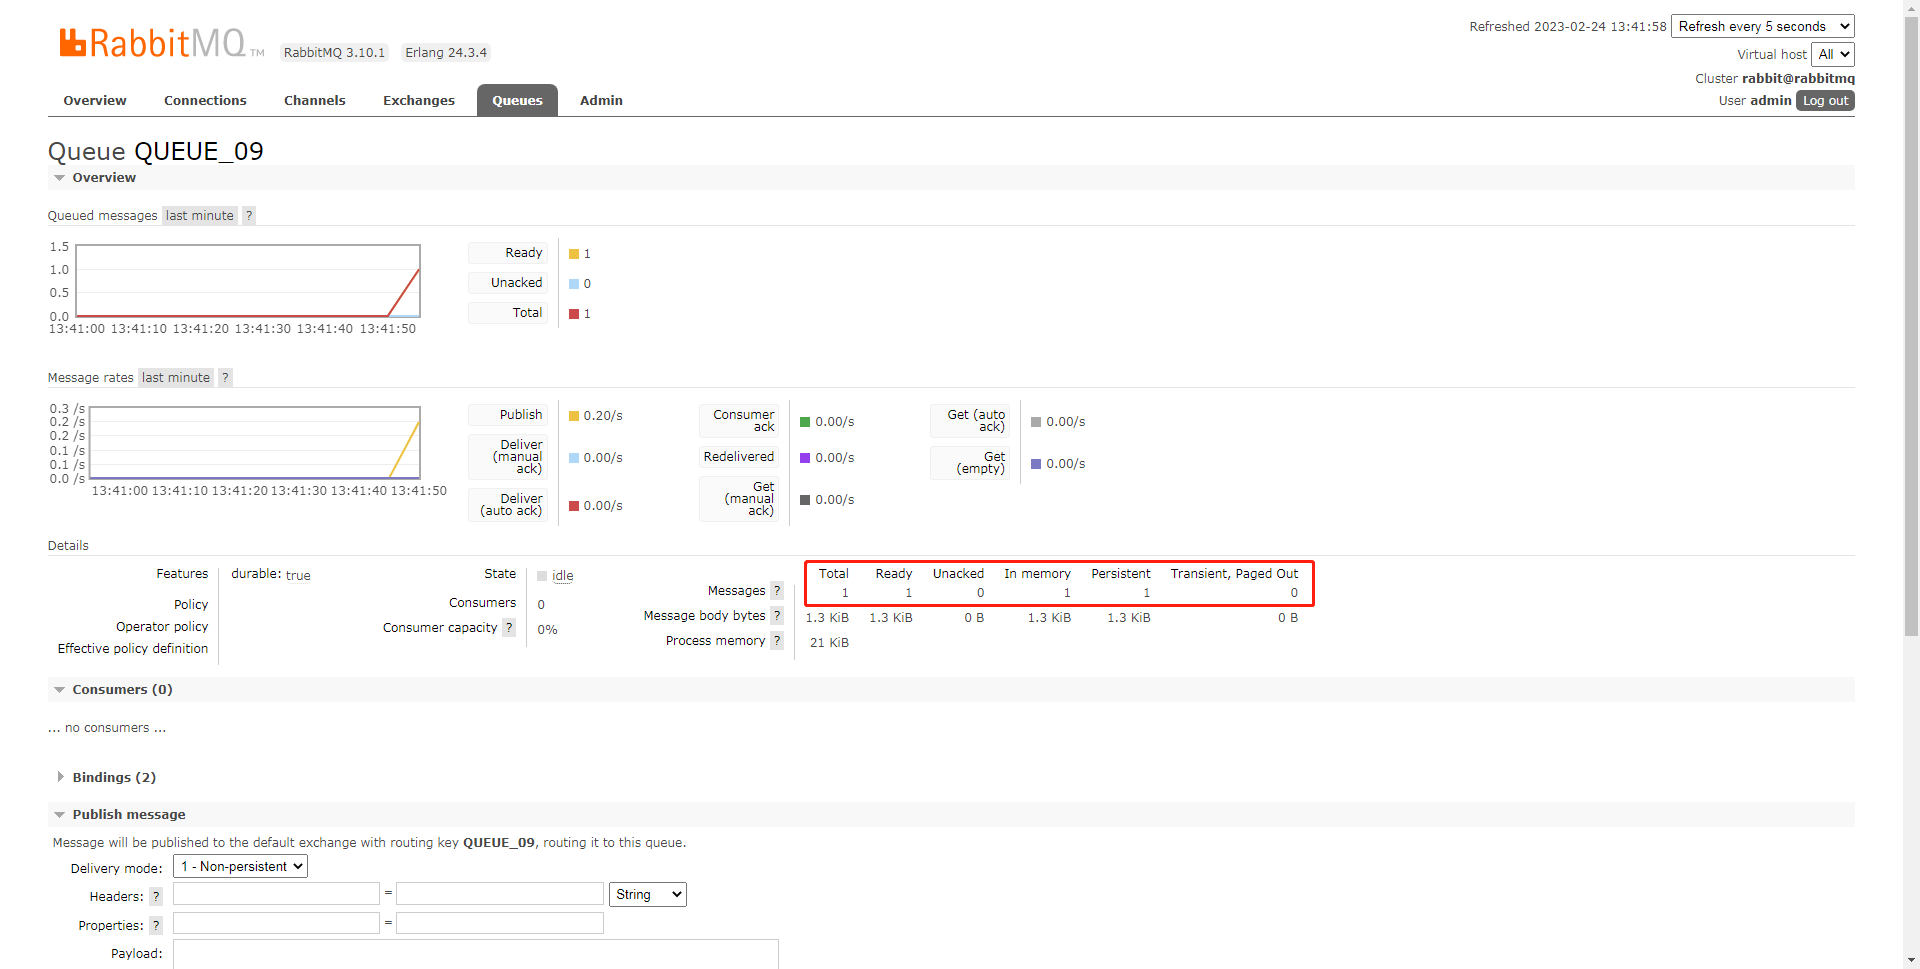 RabbitMQ TM RabbitMQ 3.10.1 Erlang 24.3.4
Refreshed 2023-02-24 13:41:58 Refresh every 5 seconds
Virtual host All
Cluster rabbit@rabbitmq
User admin Log out
Overview Connections Channels Exchanges Queues Admin
Queue QUEUE_09
Overview
Queued messages last minute ?
1.5
1.0
0.5
0.0
13:41:00 13:41:10 13:41:20 13:41:30 13:41:40 13:41:50
Ready 1
Unacked 0
Total 1
Message rates last minute ?
0.3 /s
0.2 /s
0.2 /s
0.1 /s
0.1 /s
0.0 /s
13:41:00 13:41:10 13:41:20 13:41:30 13:41:40 13:41:50
Publish 0.20/s
Deliver (manual ack) 0.00/s
Deliver (auto ack) 0.00/s
Consumer ack 0.00/s
Redelivered 0.00/s
Get (manual ack) 0.00/s
Get (auto ack) 0.00/s
Get (empty) 0.00/s
Details
Features durable: true
Policy
Operator policy
Effective policy definition
State idle
Consumers 0
Consumer capacity ? 0%
Total Ready Unacked In memory Persistent Transient, Paged Out
Messages ? 1 1 0 1 1 0
Message body bytes ? 1.3 KiB 1.3 KiB 0 B 1.3 KiB 1.3 KiB 0 B
Process memory ? 21 KiB
Consumers (0)
... no consumers ...
Bindings (2)
Publish message
Message will be published to the default exchange with routing key QUEUE_09, routing it to this queue.
Delivery mode: 1 - Non-persistent
Headers: ? = String
Properties: ? =
Payload: